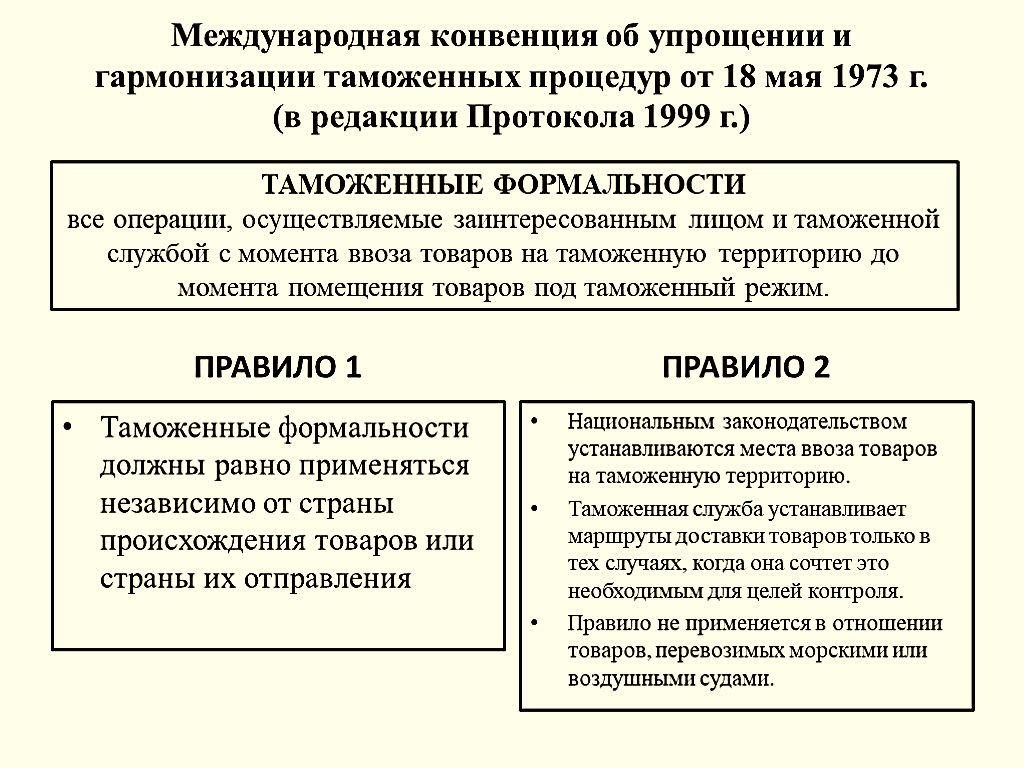 Международная конвенция об упрощении и
гармонизации таможенных процедур от 18 мая 1973 г.
(в редакции Протокола 1999 г.)
ТАМОЖЕННЫЕ ФОРМАЛЬНОСТИ
все операции, осуществляемые заинтересованным лицом и таможенной
службой с момента ввоза товаров на таможенную территорию до
момента помещения товаров под таможенный режим.
ПРАВИЛО 1
• Таможенные формальности
должны равно применяться
независимо от страны
происхождения товаров или
страны их отправления
ПРАВИЛО 2
• Национальным законодательством
устанавливаются места ввоза товаров
на таможенную территорию.
• Таможенная служба устанавливает
маршруты доставки товаров только в
тех случаях, когда она сочтет это
необходимым для целей контроля.
• Правило не применяется в отношении
товаров, перевозимых морскими или
воздушными судами.